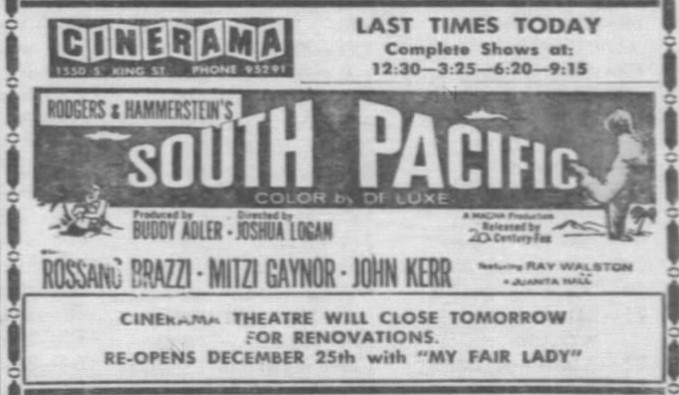 CINERAMA
1550 S. KING ST. PHONE 95291
LAST TIMES TODAY
Complete Shows at:
12:30—3:25—6:20—9:15
RODGERS & HAMMERSTEIN'S
SOUTH PACIFIC
COLOR by DE LUXE
Produced by
BUDDY ADLER ·
Directed by
JOSHUA LOGAN
A MAGNA Production
Released by
20th Century-Fox
ROSSANO BRAZZI · MITZI GAYNOR · JOHN KERR
featuring RAY WALSTON
JUANITA HALL
CINERAMA THEATRE WILL CLOSE TOMORROW
FOR RENOVATIONS.
RE-OPENS DECEMBER 25th with "MY FAIR LADY"